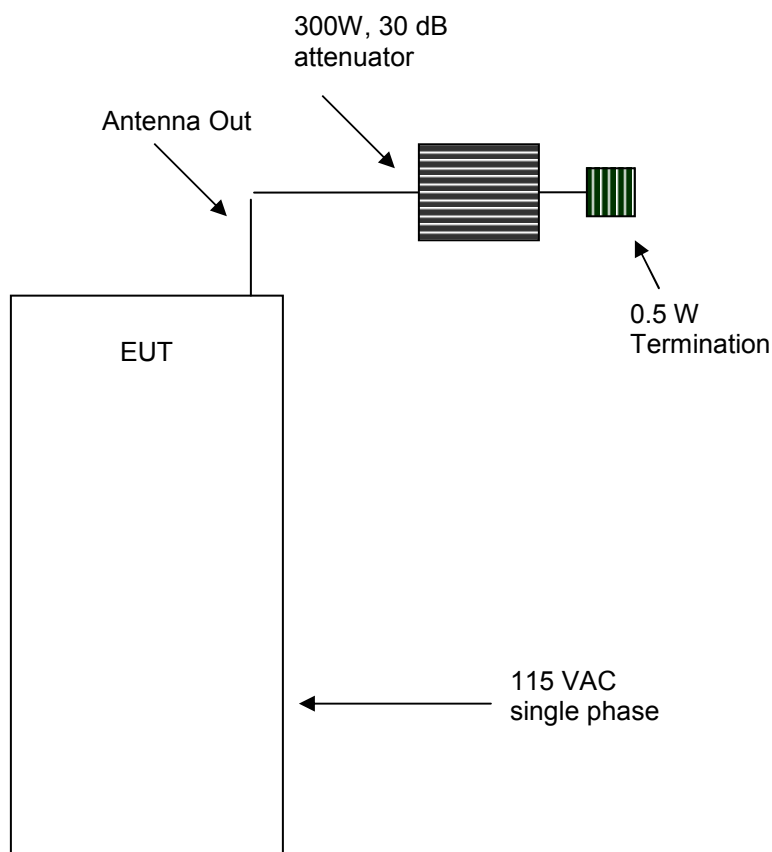 300W, 30 dB
attenuator
Antenna Out
0.5 W
Termination
EUT
115 VAC
single phase